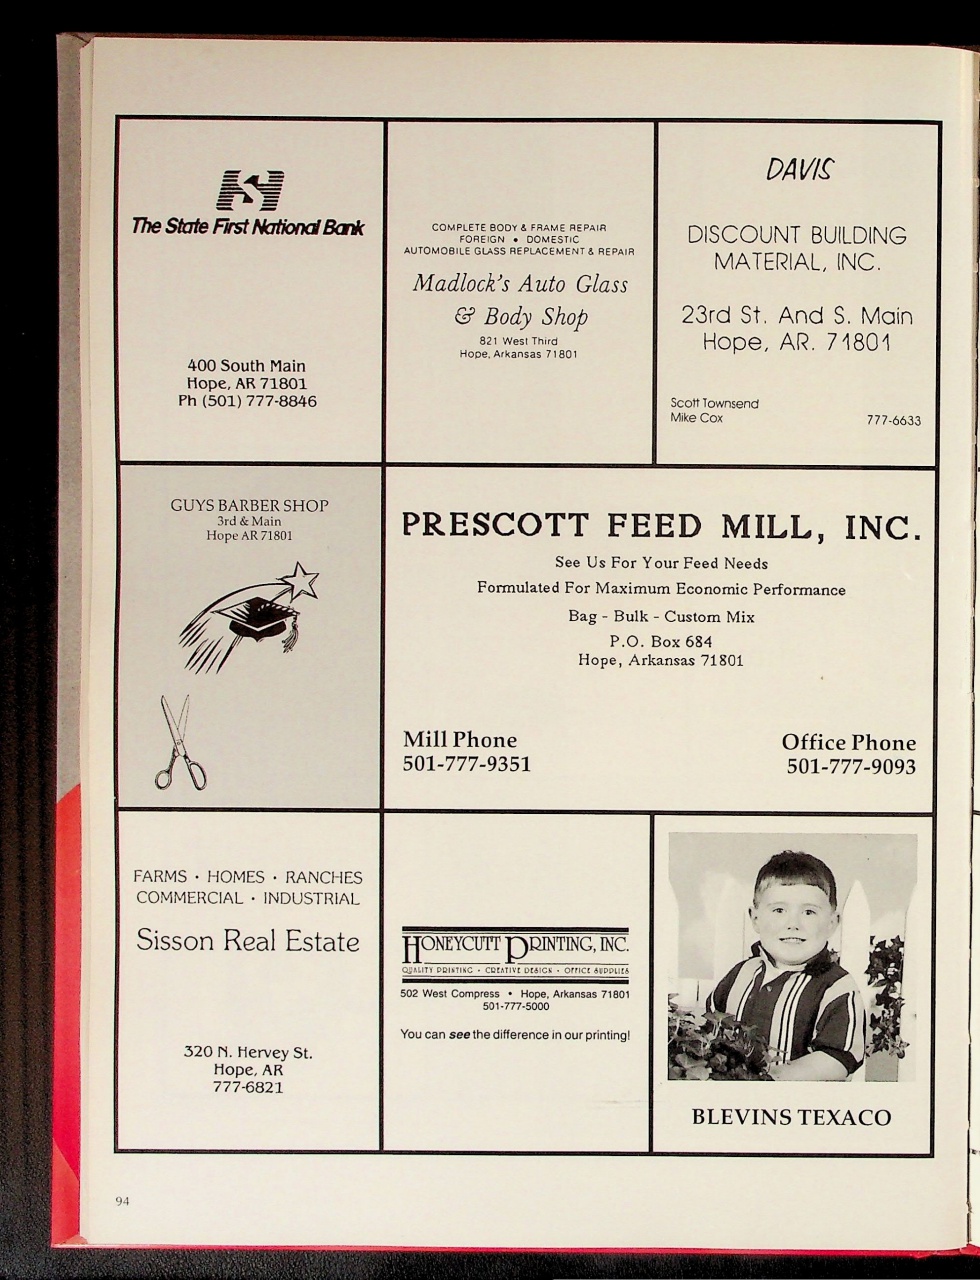 The State First National Bank
400 South Main
Hope, AR 71801
Ph (501) 777-8846
COMPLETE BODY & FRAME REPAIR
FOREIGN • DOMESTIC
AUTOMOBILE GLASS REPLACEMENT & REPAIR
Madlock's Auto Glass
& Body Shop
821 West Third
Hope, Arkansas 71801
DAVIS
DISCOUNT BUILDING
MATERIAL, INC.
23rd St. And S. Main
Hope, AR. 71801
Scott Townsend
Mike Cox 777-6633
GUYS BARBER SHOP
3rd & Main
Hope AR 71801
PRESCOTT FEED MILL, INC.
See Us For Your Feed Needs
Formulated For Maximum Economic Performance
Bag - Bulk - Custom Mix
P.O. Box 684
Hope, Arkansas 71801
Mill Phone
501-777-9351
Office Phone
501-777-9093
FARMS · HOMES · RANCHES
COMMERCIAL · INDUSTRIAL
Sisson Real Estate
320 N. Hervey St.
Hope, AR
777-6821
HONEYCUTT PRINTING, INC.
QUALITY PRINTING · CREATIVE DESIGN · OFFICE SUPPLIES
502 West Compress • Hope, Arkansas 71801
501-777-5000
You can see the difference in our printing!
BLEVINS TEXACO
94